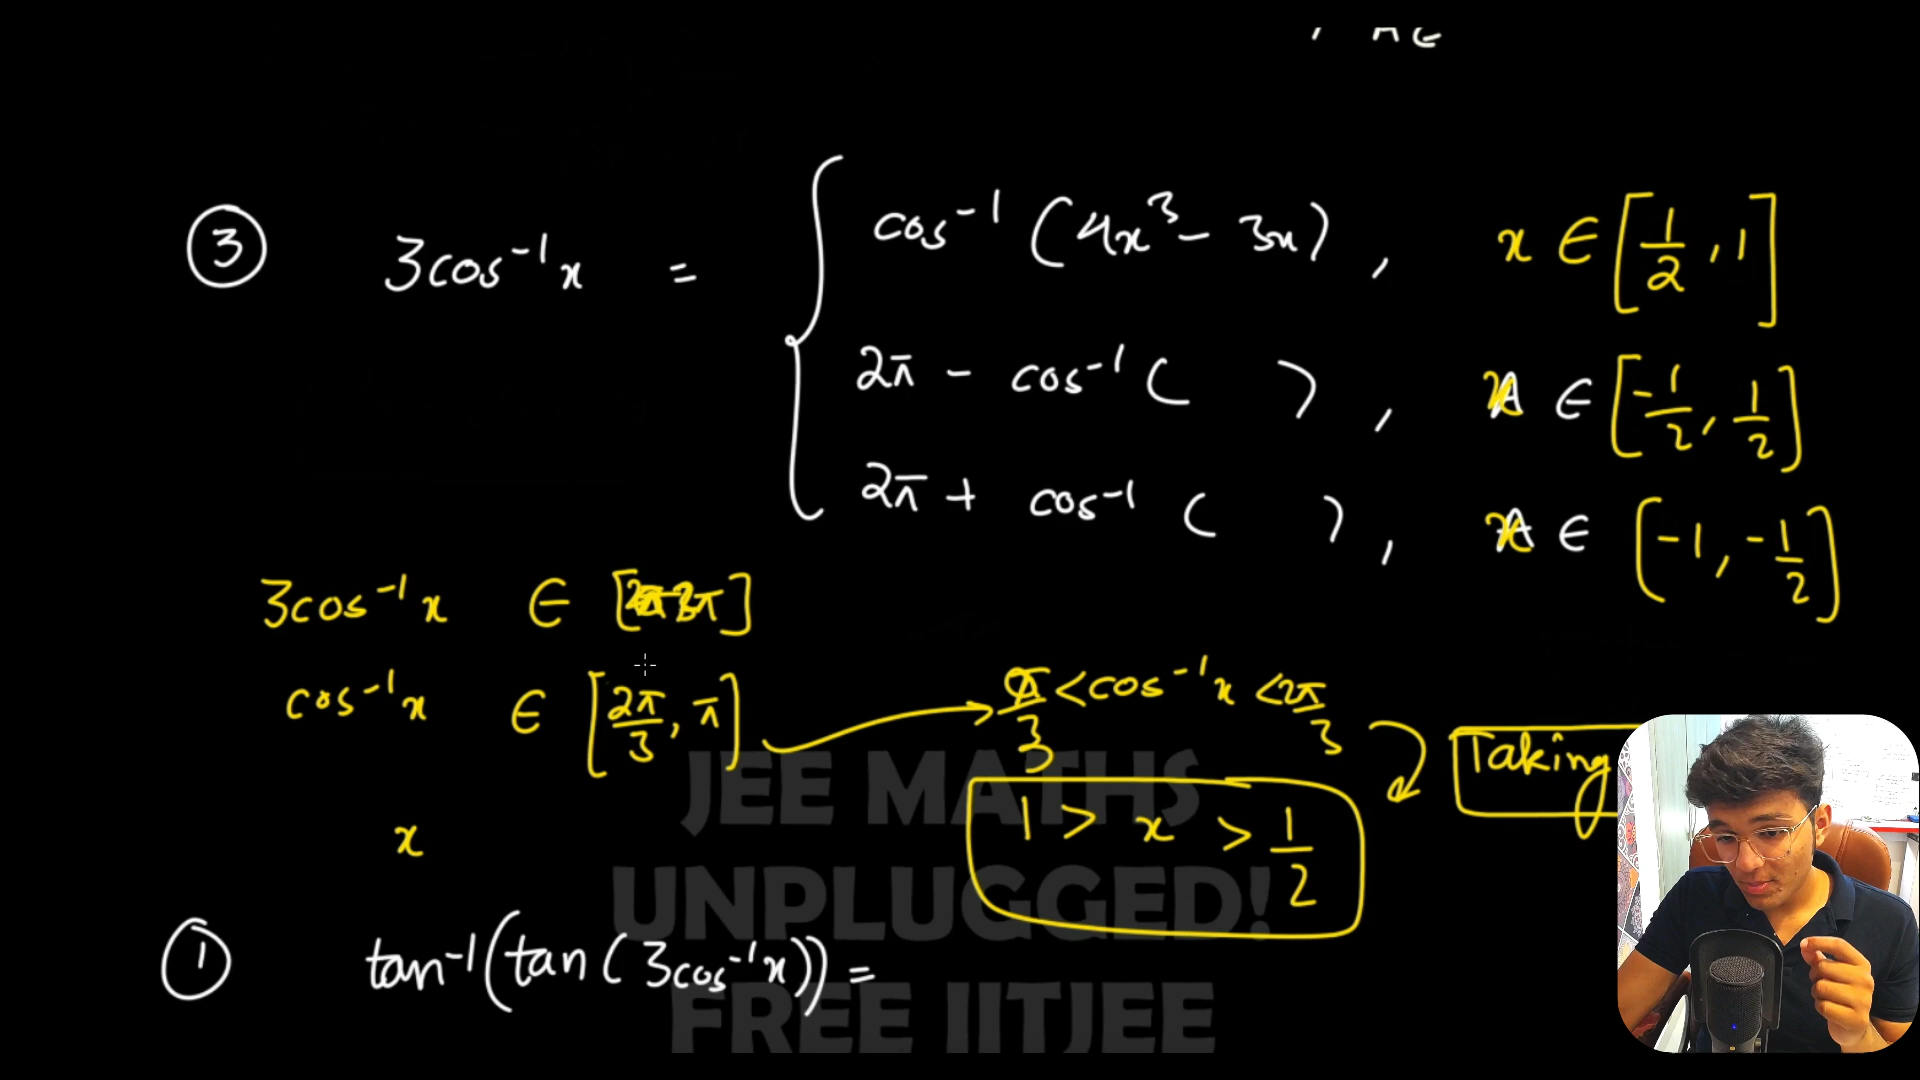 ③ 3cos⁻¹x = { cos⁻¹(4x³ - 3x) , x ∈ [1/2, 1]
2π - cos⁻¹( ) , x ∈ [-1/2, 1/2]
2π + cos⁻¹( ) , x ∈ [-1, -1/2]
3cos⁻¹x ∈ [ 3π]
cos⁻¹x ∈ [2π/3, π]
π/3 < cos⁻¹x < 2π/3
Taking
1 > x > 1/2
x
① tan⁻¹(tan(3cos⁻¹x)) =
JEE MATHS
UNPLUGGED!
FREE IITJEE